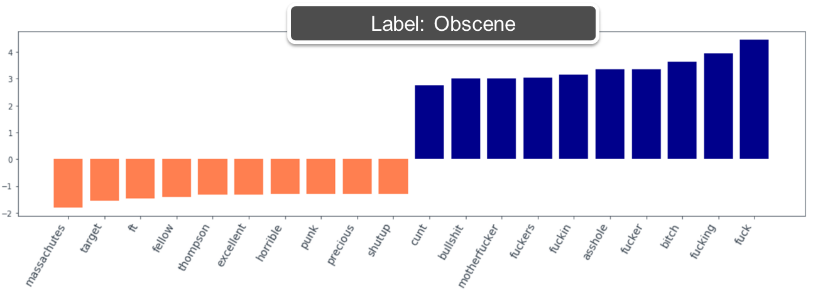 Label: Obscene
4
3
2
1
0
−1
−2
massachutes
target
ft
fellow
thompson
excellent
horrible
punk
precious
shutup
cunt
bullshit
motherfucker
fuckers
fuckin
asshole
fucker
bitch
fucking
fuck